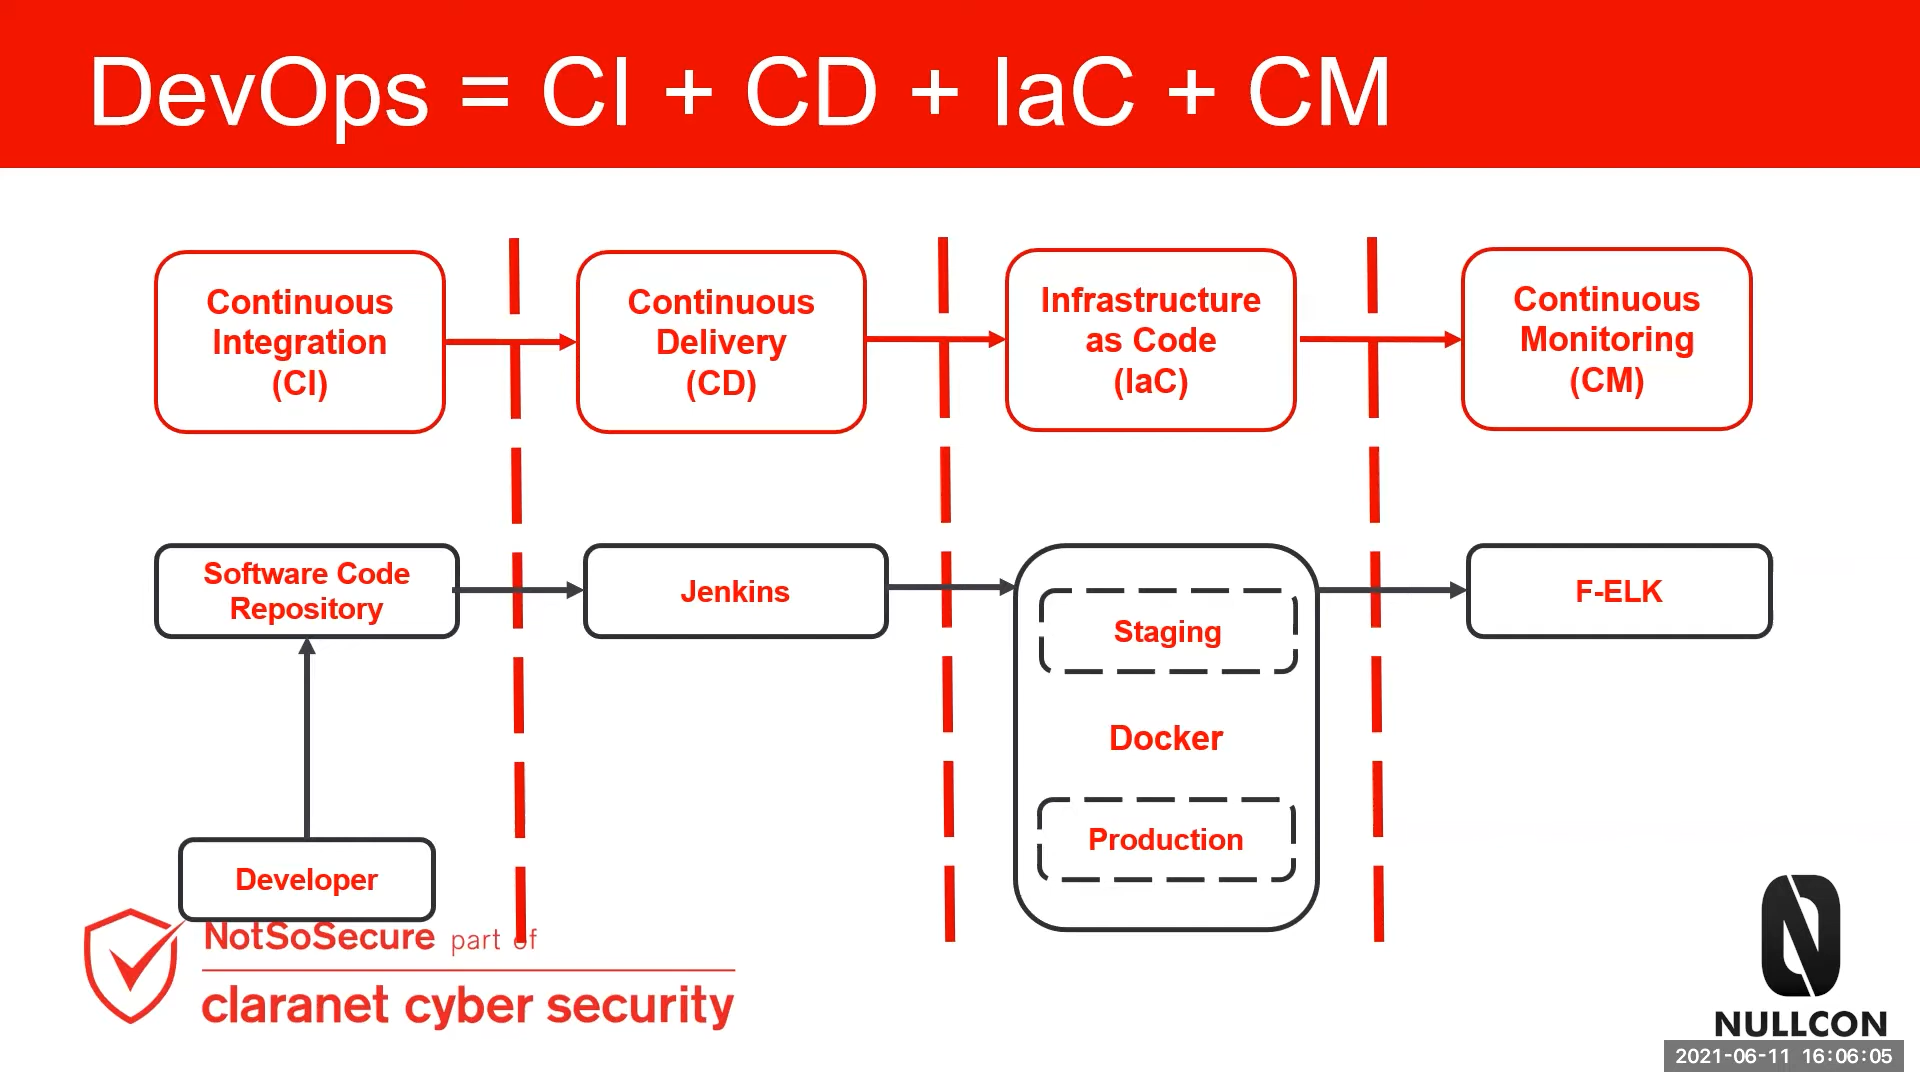 DevOps = CI + CD + IaC + CM
Continuous
Integration
(CI)
Continuous
Delivery
(CD)
Infrastructure
as Code
(IaC)
Continuous
Monitoring
(CM)
Software Code
Repository
Jenkins
Staging
Docker
Production
F-ELK
Developer
NotSoSecure part of
claranet cyber security
NULLCON
2021-06-11 16:06:05